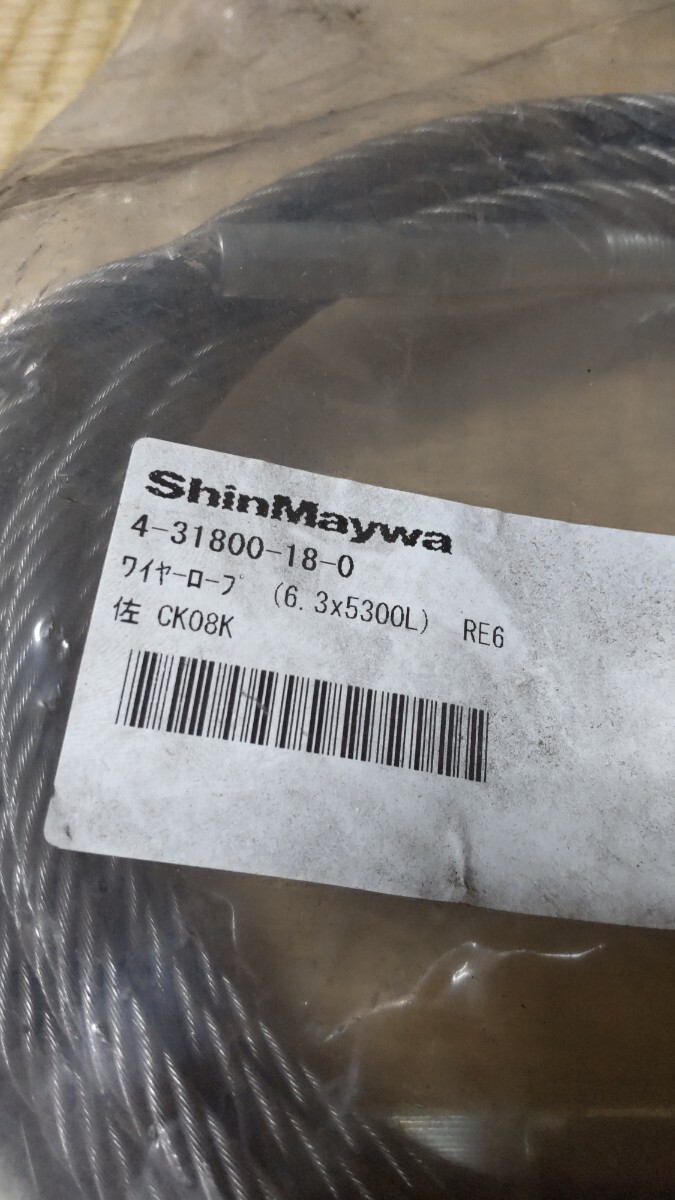 ShinMaywa
4-31800-18-0
ﾜｲﾔｰﾛｰﾌﾟ (6.3x5300L) RE6
佐 CK08K